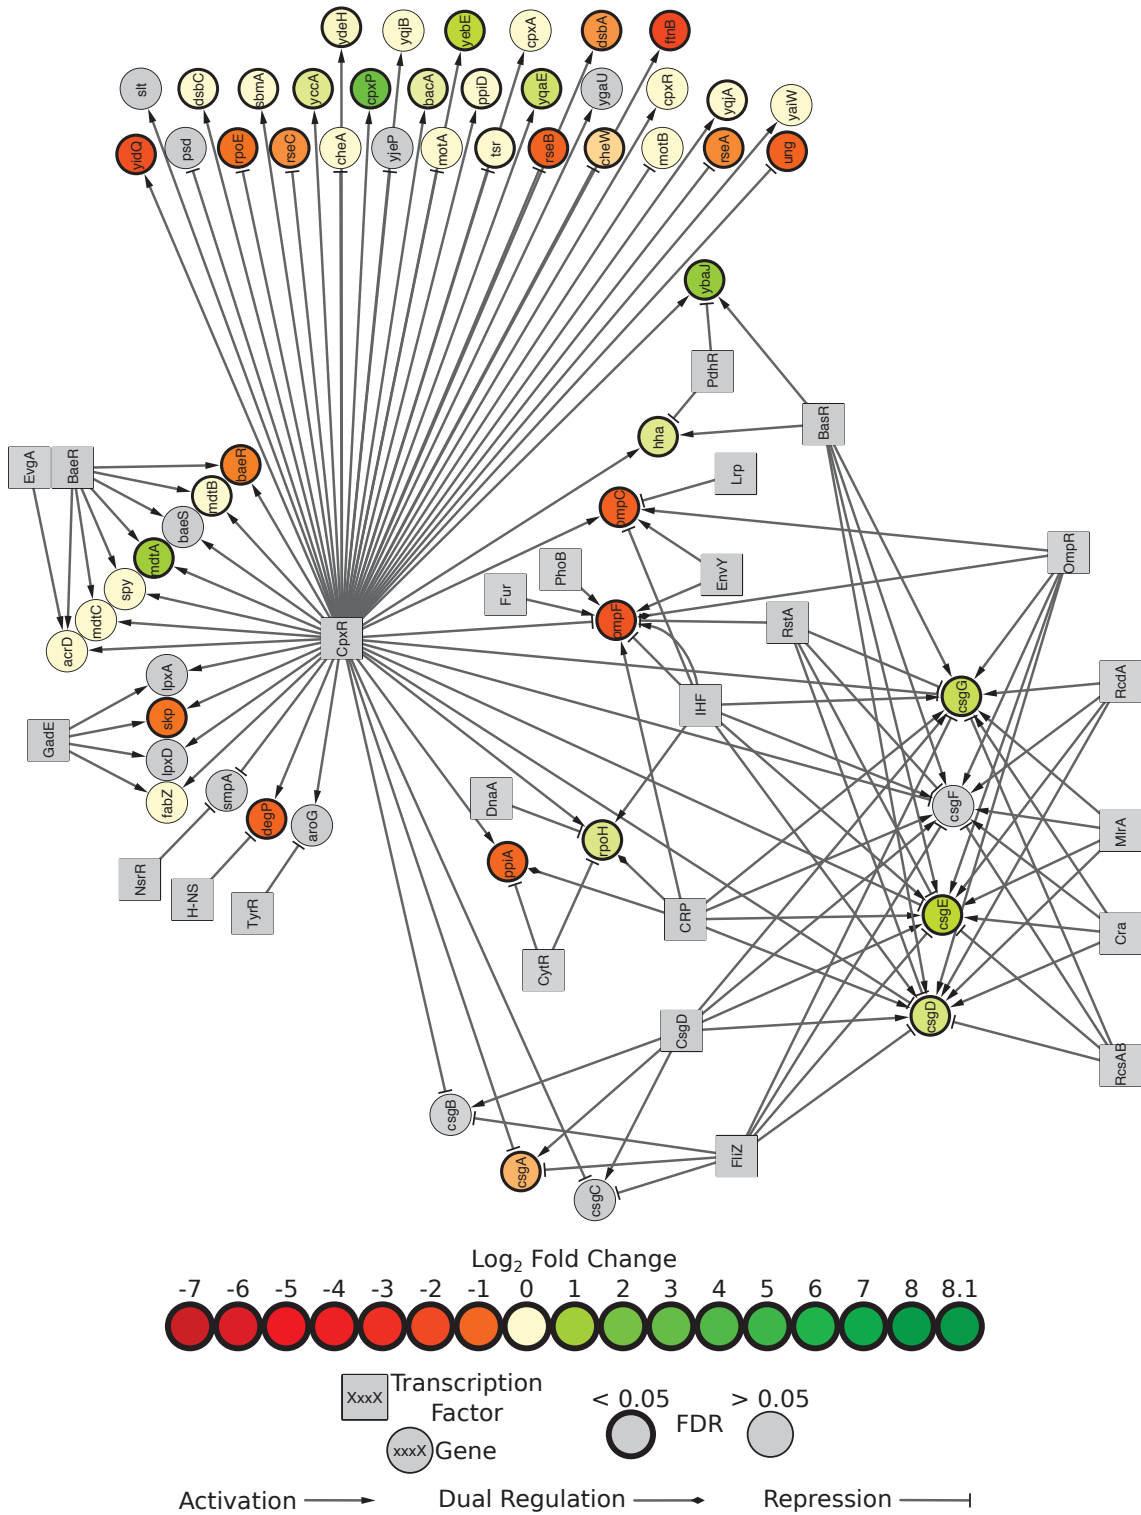 ydeH
yqjB
yebE
cpxA
dsbA
ftnB
slt
dsbC
sbmA
yccA
cpxP
bacA
ppiD
yqaE
ygaU
cpxR
yqjA
yaiW
yidQ
psd
rpoE
rseC
cheA
yjeP
motA
tsr
rseB
cheW
motB
rseA
ung
ybaJ
PdhR
BasR
hha
EvgA
BaeR
baeR
mdtB
baeS
mdtA
spy
mdtC
acrD
Lrp
ompC
PhoB
EnvY
OmpR
Fur
ompF
RstA
CpxR
lpxA
skp
lpxD
fabZ
GadE
IHF
csgG
RcdA
smpA
degP
aroG
DnaA
rpoH
ppiA
csgF
MlrA
NsrR
H-NS
TyrR
CRP
CytR
csgE
Cra
CsgD
csgD
RcsAB
csgB
csgA
csgC
FliZ
Log2 Fold Change
-7 -6 -5 -4 -3 -2 -1 0 1 2 3 4 5 6 7 8 8.1
XxxX Transcription
Factor
xxxX Gene
< 0.05 > 0.05
FDR
Activation Dual Regulation Repression